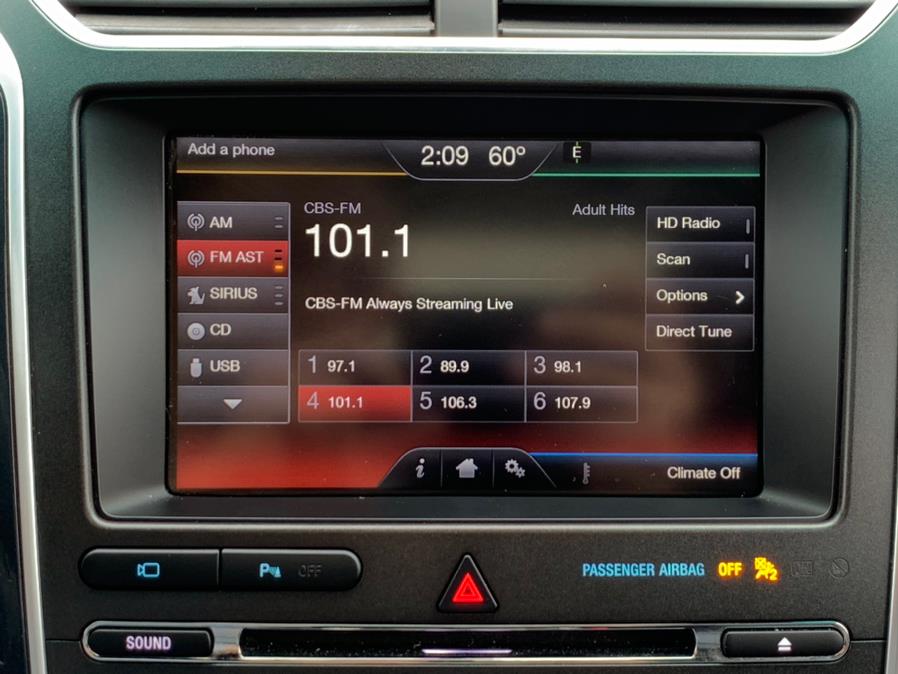 Add a phone
2:09 60° E
CBS-FM
Adult Hits
101.1
CBS-FM Always Streaming Live
AM
FM AST
SIRIUS
CD
USB
HD Radio
Scan
Options
Direct Tune
1 97.1
2 89.9
3 98.1
4 101.1
5 106.3
6 107.9
i
Climate Off
P OFF
PASSENGER AIRBAG OFF 2
SOUND